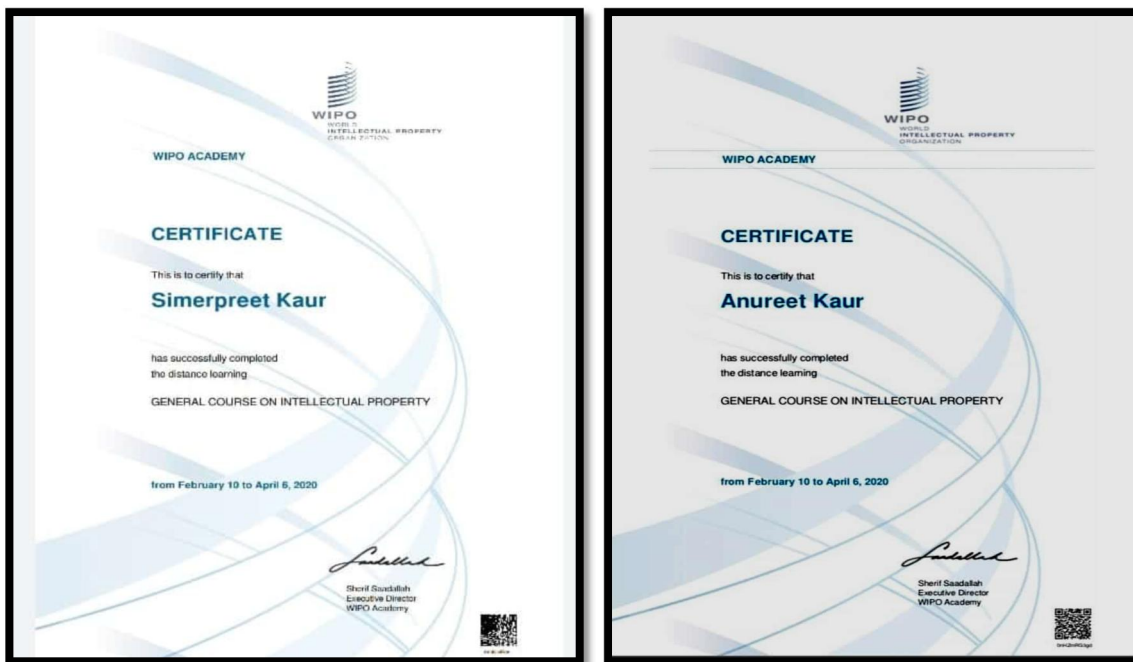 WIPO
WORLD
INTELLECTUAL PROPERTY
ORGANIZATION
WIPO ACADEMY
CERTIFICATE
This is to certify that
Simerpreet Kaur
has successfully completed
the distance learning
GENERAL COURSE ON INTELLECTUAL PROPERTY
from February 10 to April 6, 2020
Sherif Saadallah
Executive Director
WIPO Academy
WIPO
WORLD
INTELLECTUAL PROPERTY
ORGANIZATION
WIPO ACADEMY
CERTIFICATE
This is to certify that
Anureet Kaur
has successfully completed
the distance learning
GENERAL COURSE ON INTELLECTUAL PROPERTY
from February 10 to April 6, 2020
Sherif Saadallah
Executive Director
WIPO Academy